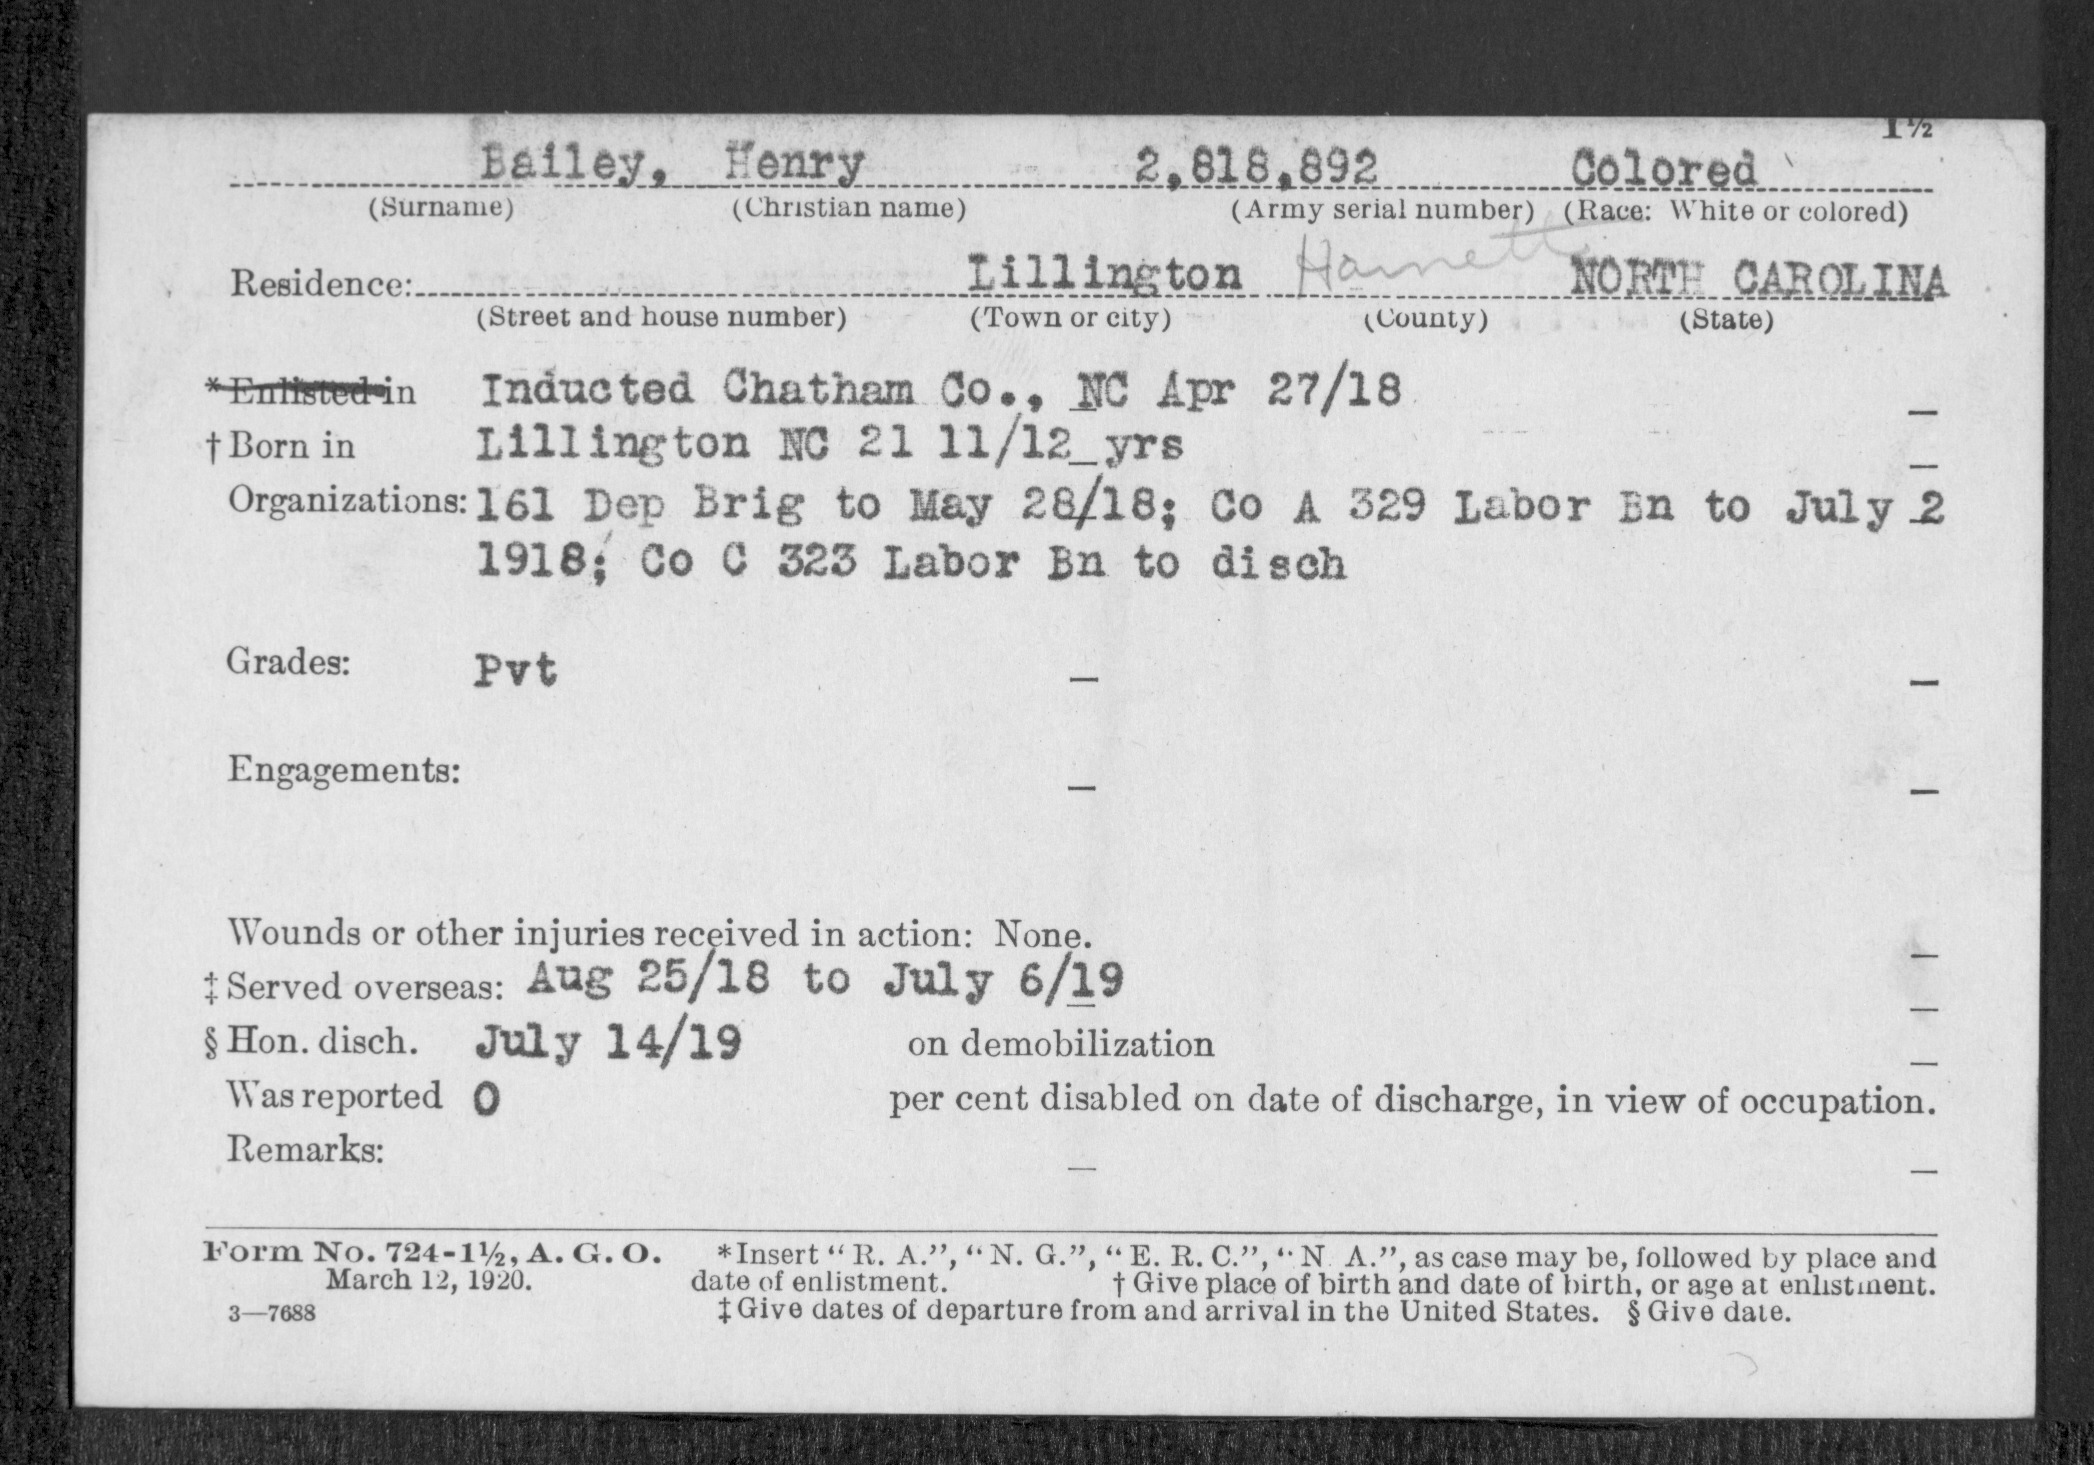 1½
Bailey, Henry 2,818,892 Colored
(Surname) (Christian name) (Army serial number) (Race: White or colored)
Residence: Lillington Harnett NORTH CAROLINA
(Street and house number) (Town or city) (County) (State)
*Enlisted in Inducted Chatham Co., NC Apr 27/18
†Born in Lillington NC 21 11/12 yrs
Organizations: 161 Dep Brig to May 28/18; Co A 329 Labor Bn to July 2
1918; Co C 323 Labor Bn to disch
Grades: Pvt –
Engagements: –
Wounds or other injuries received in action: None.
‡Served overseas: Aug 25/18 to July 6/19
§Hon. disch. July 14/19 on demobilization
Was reported 0 per cent disabled on date of discharge, in view of occupation.
Remarks: –
Form No. 724-1½, A. G. O. *Insert “R. A.”, “N. G.”, “E. R. C.”, “N. A.”, as case may be, followed by place and
March 12, 1920. date of enlistment. †Give place of birth and date of birth, or age at enlistment.
3—7688 ‡Give dates of departure from and arrival in the United States. §Give date.